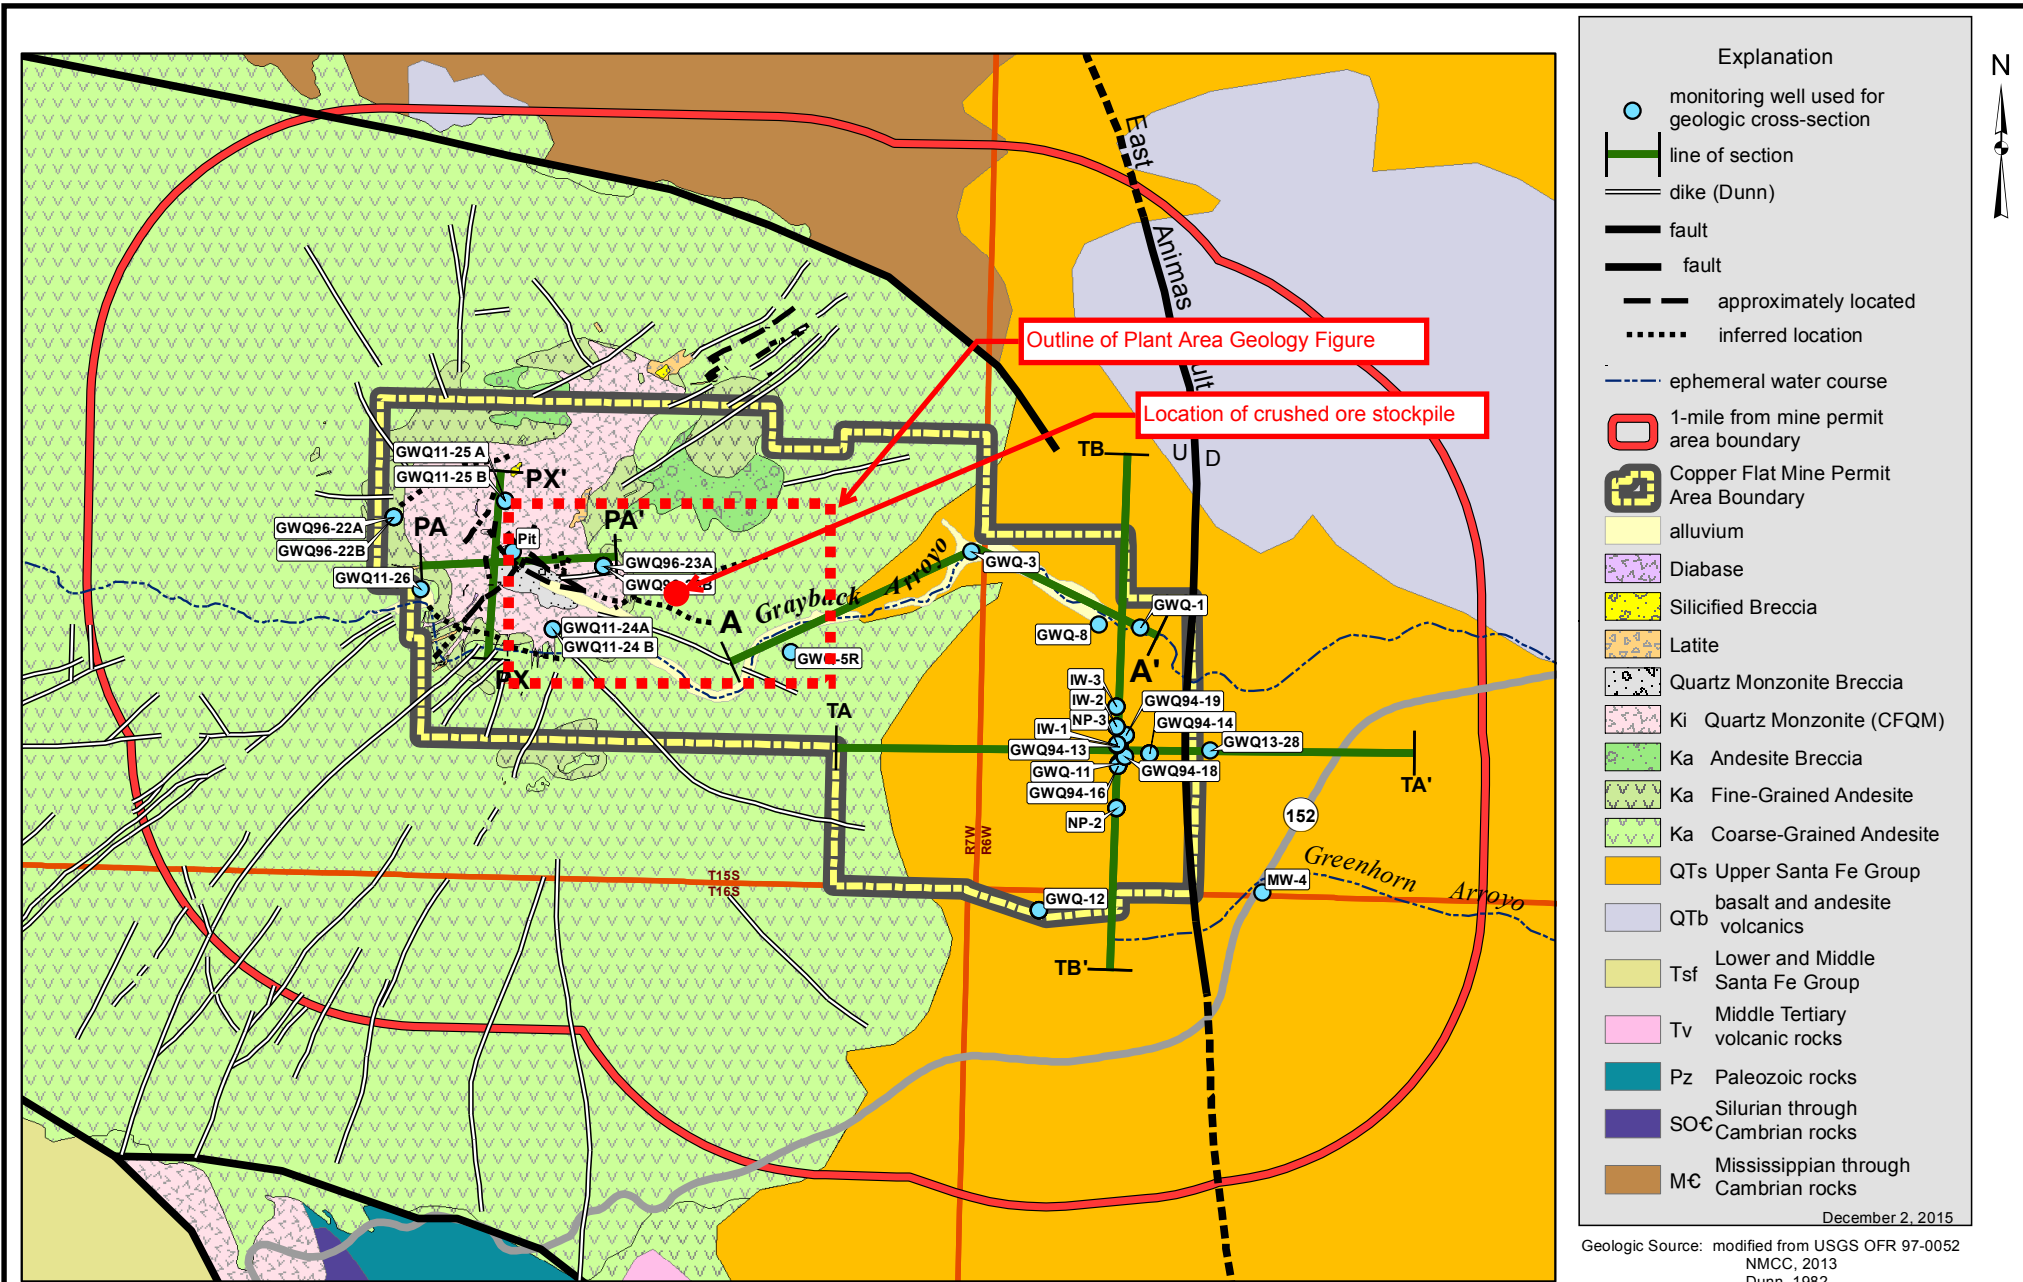 Explanation
monitoring well used for
geologic cross-section
line of section
dike (Dunn)
fault
fault
approximately located
inferred location
ephemeral water course
1-mile from mine permit
area boundary
Copper Flat Mine Permit
Area Boundary
alluvium
Diabase
Silicified Breccia
Latite
Quartz Monzonite Breccia
Ki Quartz Monzonite (CFQM)
Ka Andesite Breccia
Ka Fine-Grained Andesite
Ka Coarse-Grained Andesite
QTs Upper Santa Fe Group
QTb basalt and andesite
volcanics
Tsf Lower and Middle
Santa Fe Group
Tv Middle Tertiary
volcanic rocks
Pz Paleozoic rocks
SO€ Silurian through
Cambrian rocks
M€ Mississippian through
Cambrian rocks
December 2, 2015
Geologic Source: modified from USGS OFR 97-0052
NMCC, 2013
Dunn, 1982
N
East
Animas
Outline of Plant Area Geology Figure
Location of crushed ore stockpile
U D
TB
GWQ11-25 A
GWQ11-25 B
PX'
GWQ96-22A
GWQ96-22B
PA
PA'
Pit
GWQ96-23A
GWQ11-26
GWQ11-24A
GWQ11-24 B
PX
A
Grayback Arroyo
GWQ-3
GWQ-1
GWQ-8
A'
IW-3
IW-2
NP-3
IW-1
GWQ94-19
GWQ94-14
GWQ94-13
GWQ13-28
GWQ-11
GWQ94-18
GWQ94-16
NP-2
TA
TA'
152
R7W
R6W
T15S
T16S
Greenhorn Arroyo
MW-4
GWQ-12
TB'